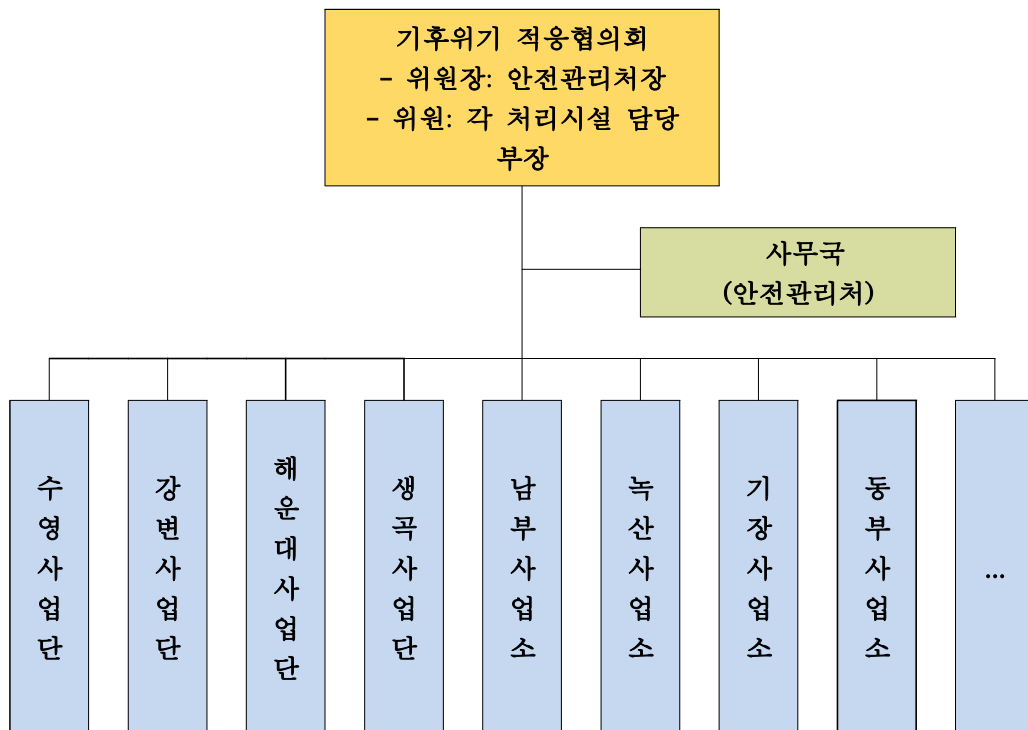 기후위기 적응협의회
- 위원장: 안전관리처장
- 위원: 각 처리시설 담당
부장
사무국
(안전관리처)
수영사업단
강변사업단
해운대사업단
생곡사업단
남부사업소
녹산사업소
기장사업소
동부사업소
...